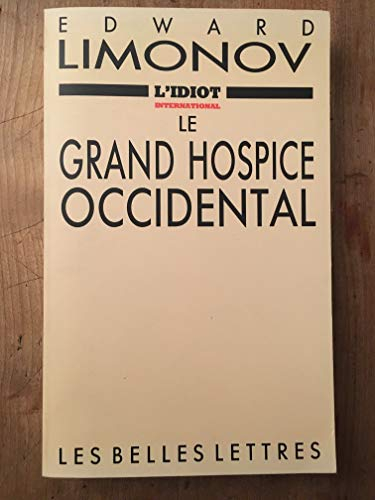 EDWARD
LIMONOV
L'IDIOT
INTERNATIONAL
LE
GRAND HOSPICE
OCCIDENTAL
LES BELLES LETTRES